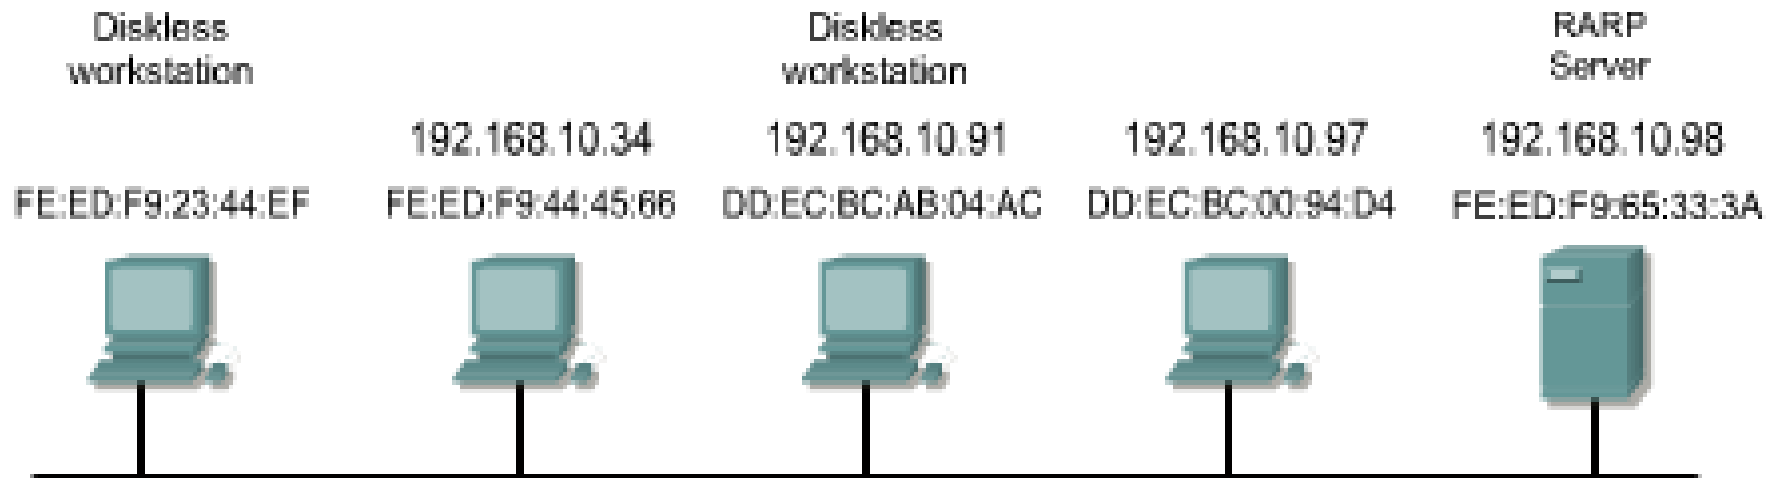 Diskless
workstation
Diskless
workstation
RARP
Server
192.168.10.34
192.168.10.91
192.168.10.97
192.168.10.98
FE:ED:F9:23:44:EF
FE:ED:F9:44:45:66
DD:EC:BC:AB:04:AC
DD:EC:BC:00:94:D4
FE:ED:F9:65:33:3A